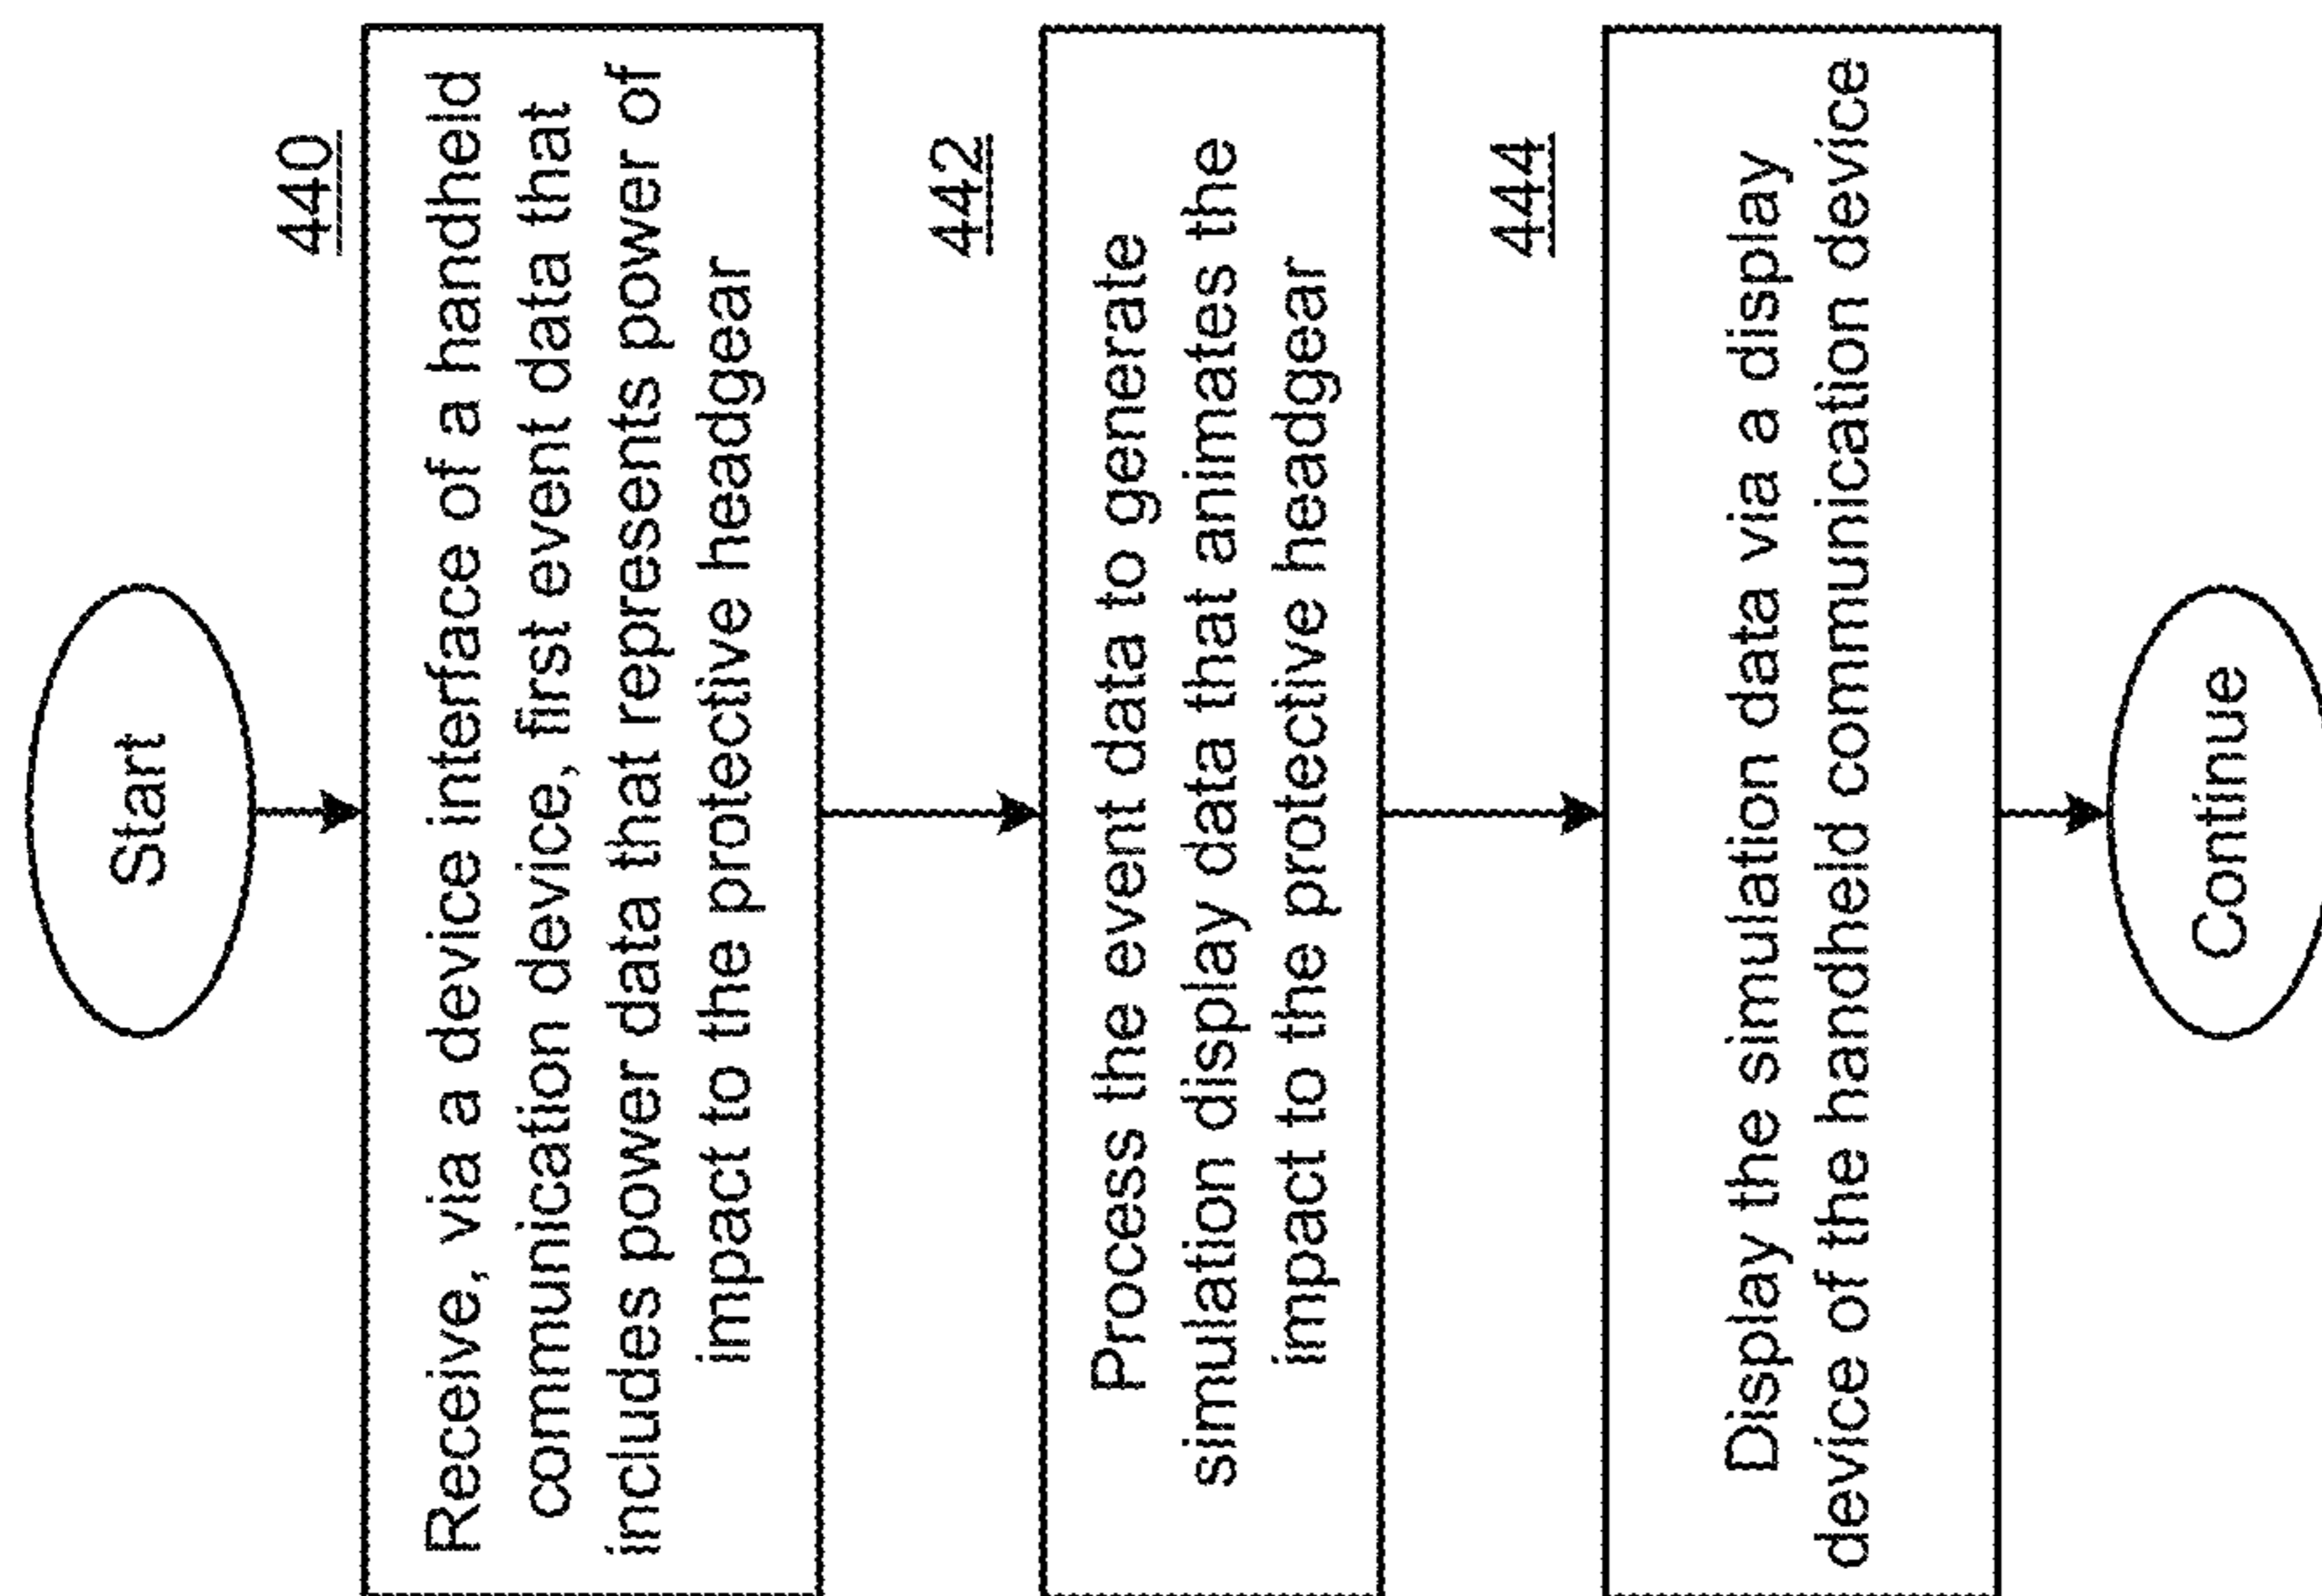 Start
440
Receive, via a device interface of a handheld
communication device, first event data that
includes power data that represents power of
impact to the protective headgear
442
Process the event data to generate
simulation display data that animates the
impact to the protective headgear
444
Display the simulation data via a display
device of the handheld communication device
Continue